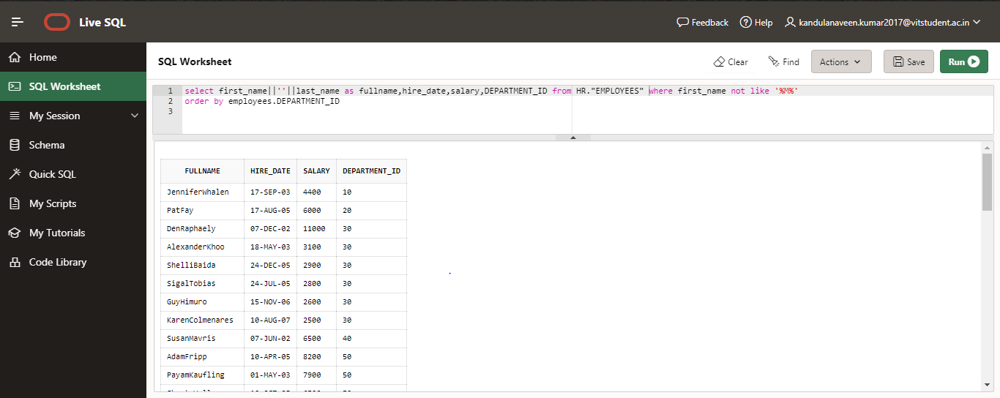 Live SQL
Feedback Help kandulanaveen.kumar2017@vitstudent.ac.in
Home
SQL Worksheet
My Session
Schema
Quick SQL
My Scripts
My Tutorials
Code Library
SQL Worksheet
Clear Find Actions Save Run
1 select first_name||''||last_name as fullname,hire_date,salary,DEPARTMENT_ID from HR."EMPLOYEES" where first_name not like '%M%'
2 order by employees.DEPARTMENT_ID
3
FULLNAME HIRE_DATE SALARY DEPARTMENT_ID
JenniferWhalen 17-SEP-03 4400 10
PatFay 17-AUG-05 6000 20
DenRaphaely 07-DEC-02 11000 30
AlexanderKhoo 18-MAY-03 3100 30
ShelliBaida 24-DEC-05 2900 30
SigalTobias 24-JUL-05 2800 30
GuyHimuro 15-NOV-06 2600 30
KarenColmenares 10-AUG-07 2500 30
SusanMavris 07-JUN-02 6500 40
AdamFripp 10-APR-05 8200 50
PayamKaufling 01-MAY-03 7900 50